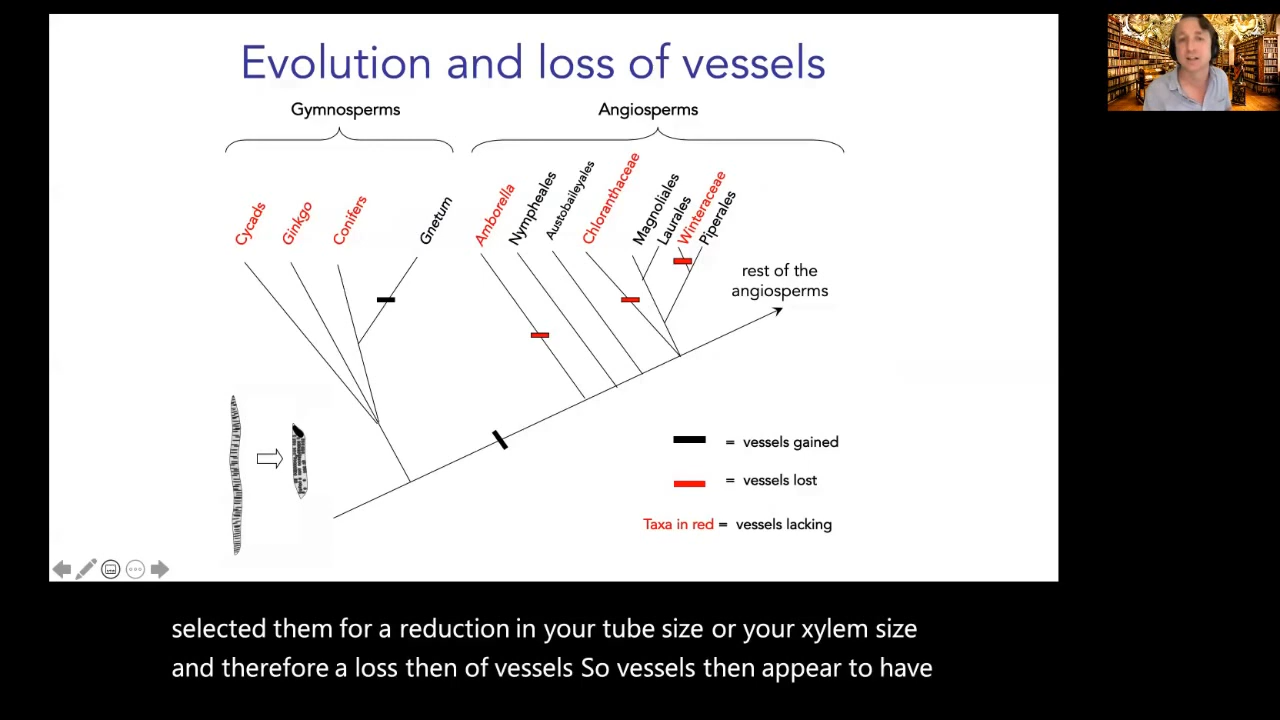 Evolution and loss of vessels
Gymnosperms
Angiosperms
Cycads
Ginkgo
Conifers
Gnetum
Amborella
Nympheales
Austobaileyales
Chloranthaceae
Magnoliales
Laurales
Winteraceae
Piperales
rest of the
angiosperms
= vessels gained
= vessels lost
Taxa in red = vessels lacking
selected them for a reduction in your tube size or your xylem size
and therefore a loss then of vessels So vessels then appear to have